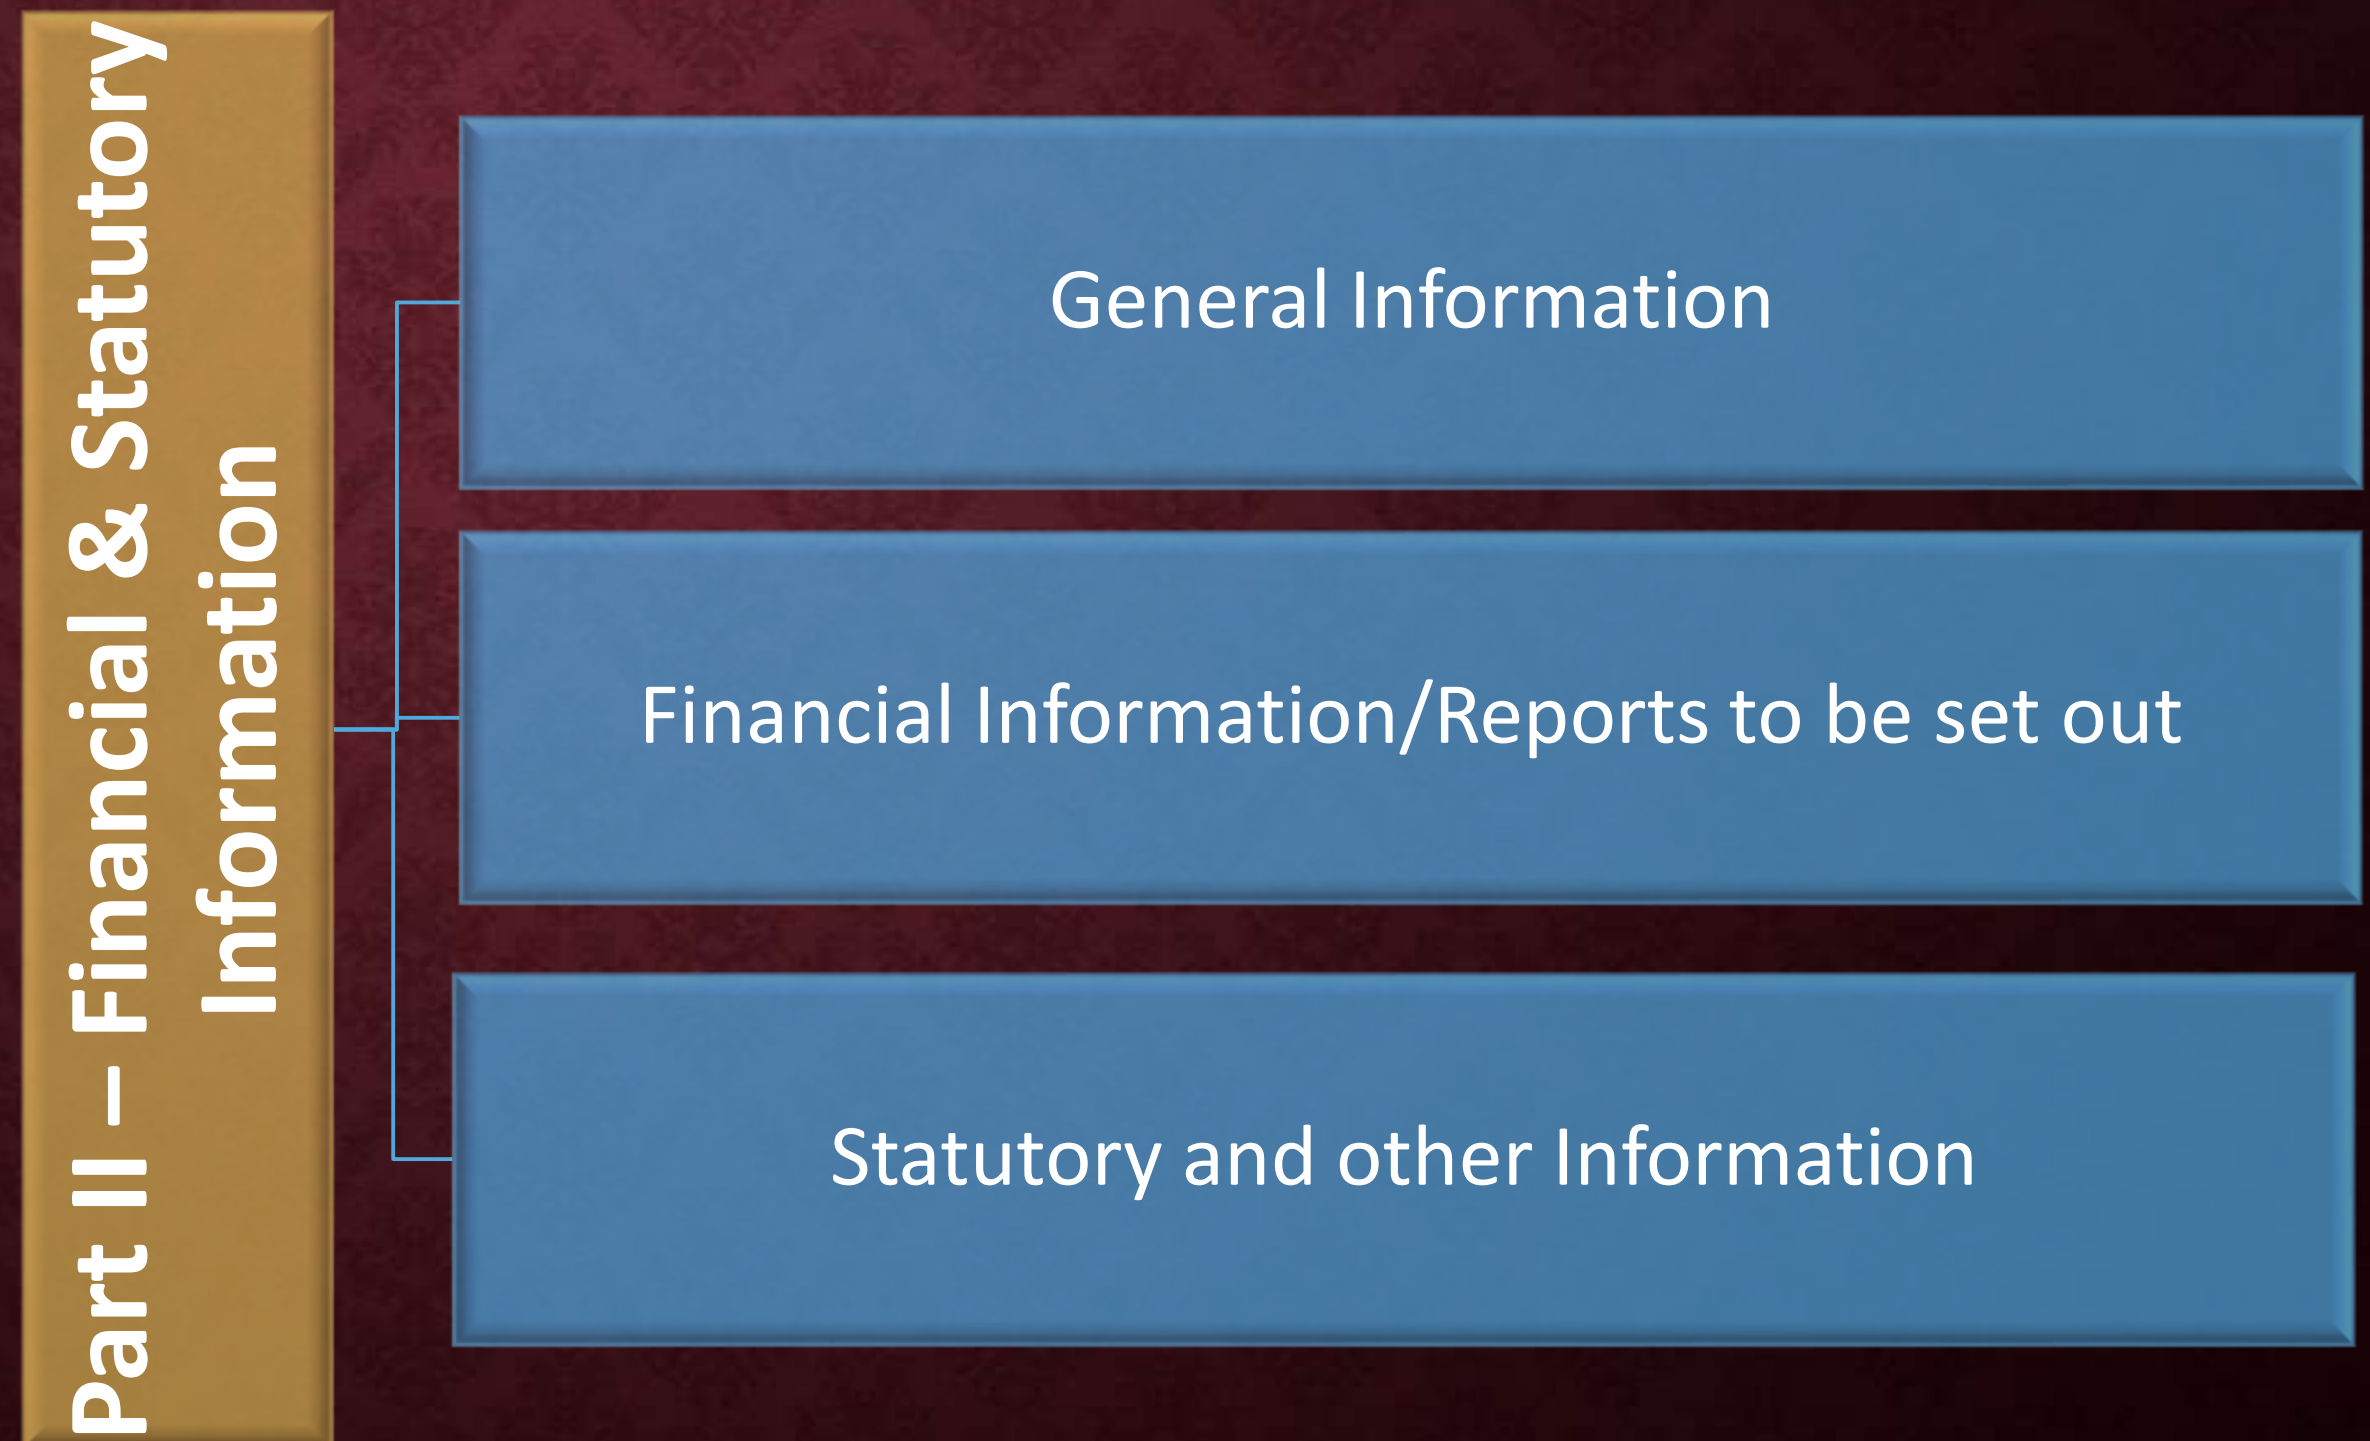 Part II – Financial & Statutory
Information
General Information
Financial Information/Reports to be set out
Statutory and other Information